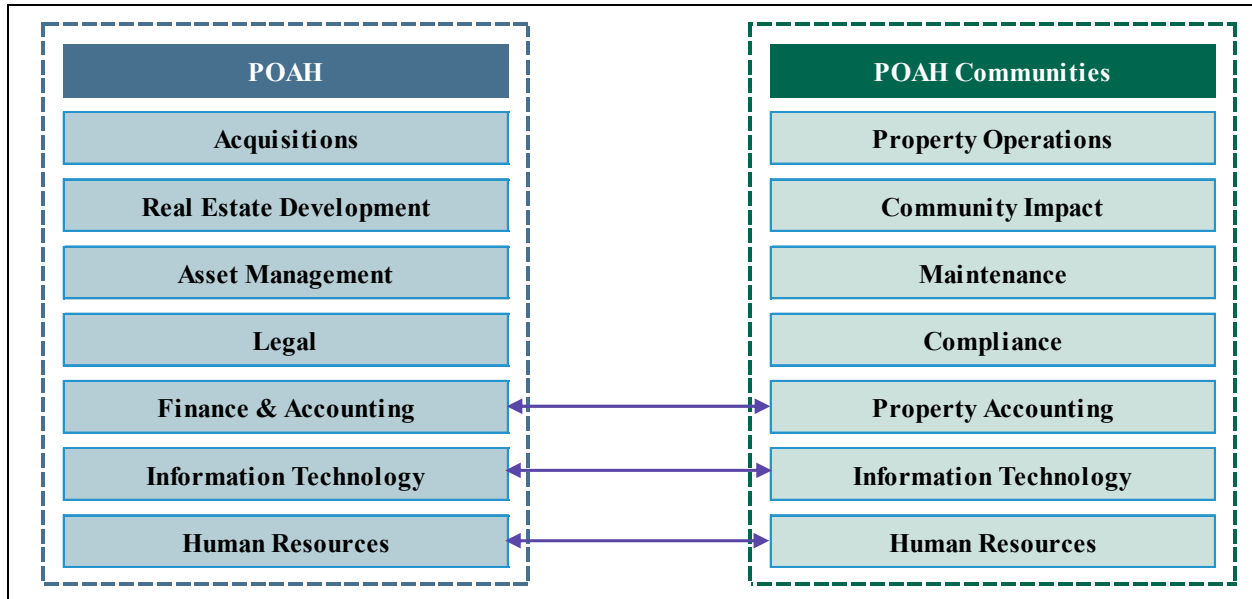 POAH
Acquisitions
Real Estate Development
Asset Management
Legal
Finance & Accounting
Information Technology
Human Resources
POAH Communities
Property Operations
Community Impact
Maintenance
Compliance
Property Accounting
Information Technology
Human Resources